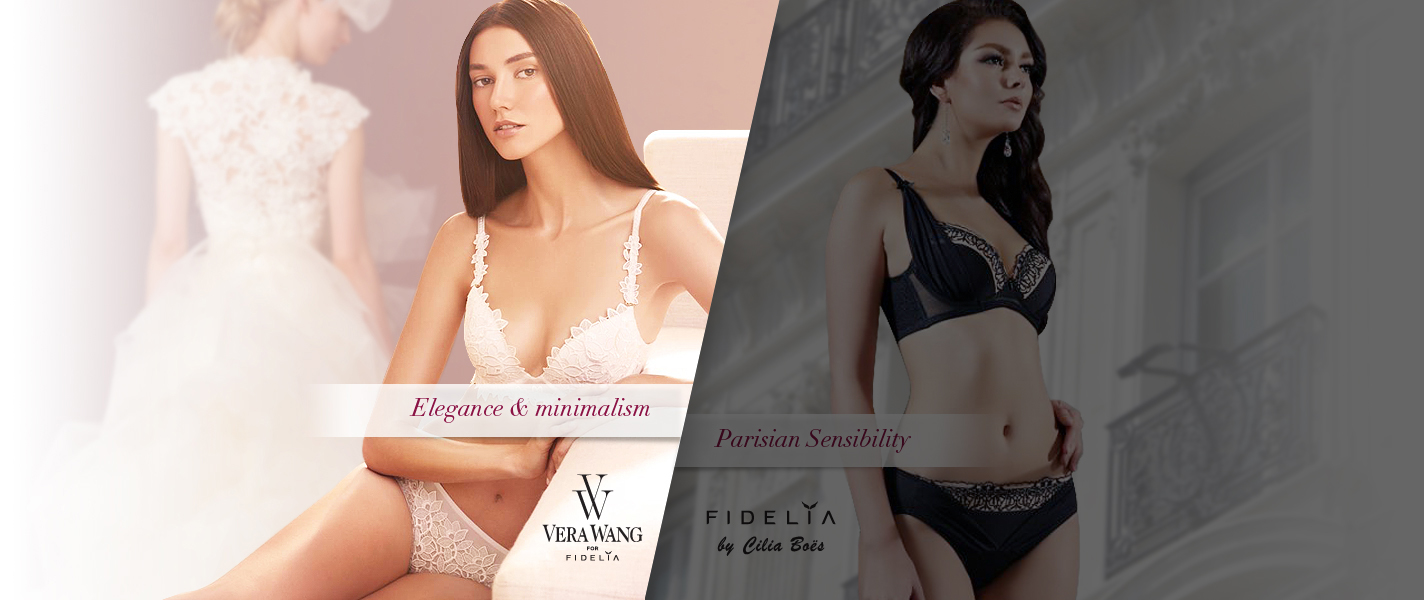 Elegance & minimalism
VERA WANG
FOR
FIDELIA
Parisian Sensibility
FIDELIA
by Cilia Boës